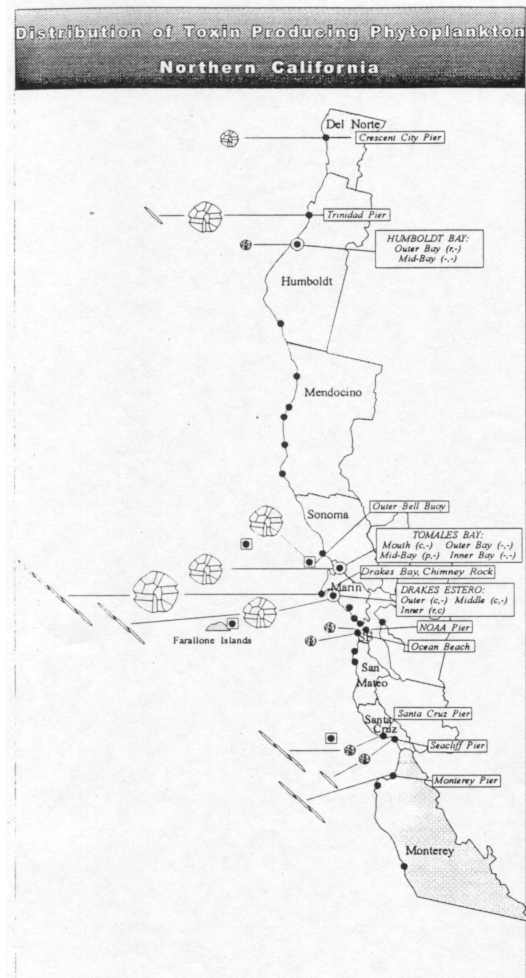 Distribution of Toxin Producing Phytoplankton
Northern California
Del Norte
Crescent City Pier
Trinidad Pier
HUMBOLDT BAY:
Outer Bay (r,-)
Mid-Bay (-,-)
Humboldt
Mendocino
Outer Bell Buoy
Sonoma
TOMALES BAY:
Mouth (c,-) Outer Bay (-,-)
Mid-Bay (p,-) Inner Bay (-,-)
Drakes Bay, Chimney Rock
Marin
DRAKES ESTERO:
Outer (c,-) Middle (c,-)
Inner (r,c)
NOAA Pier
Farallone Islands
Ocean Beach
San
Mateo
Santa Cruz Pier
Santa
Cruz
Seacliff Pier
Monterey Pier
Monterey